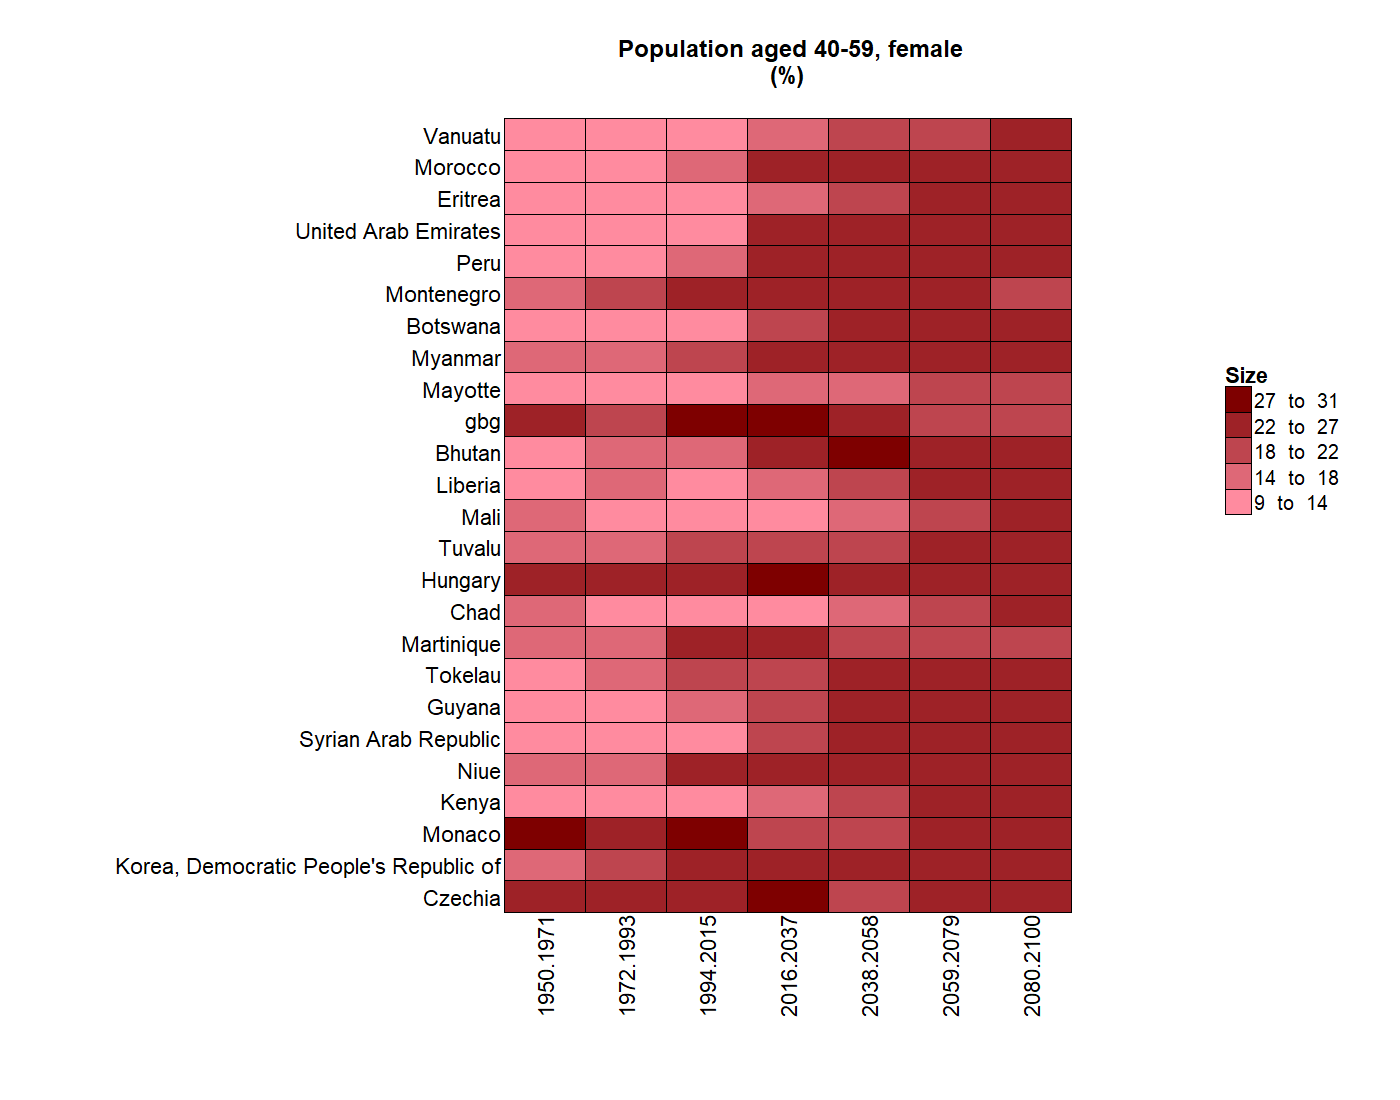 Population aged 40-59, female
(%)
Vanuatu
Morocco
Eritrea
United Arab Emirates
Peru
Montenegro
Botswana
Myanmar
Mayotte
gbg
Bhutan
Liberia
Mali
Tuvalu
Hungary
Chad
Martinique
Tokelau
Guyana
Syrian Arab Republic
Niue
Kenya
Monaco
Korea, Democratic People's Republic of
Czechia
1950.1971
1972.1993
1994.2015
2016.2037
2038.2058
2059.2079
2080.2100
Size
27 to 31
22 to 27
18 to 22
14 to 18
9 to 14